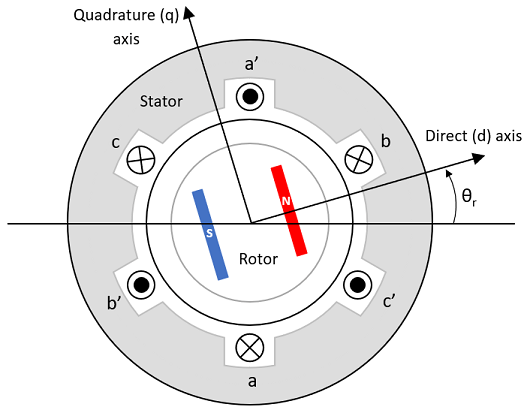 Quadrature (q)
axis
a’
Stator
c
b
Direct (d) axis
N
θr
S
Rotor
b’
c’
a